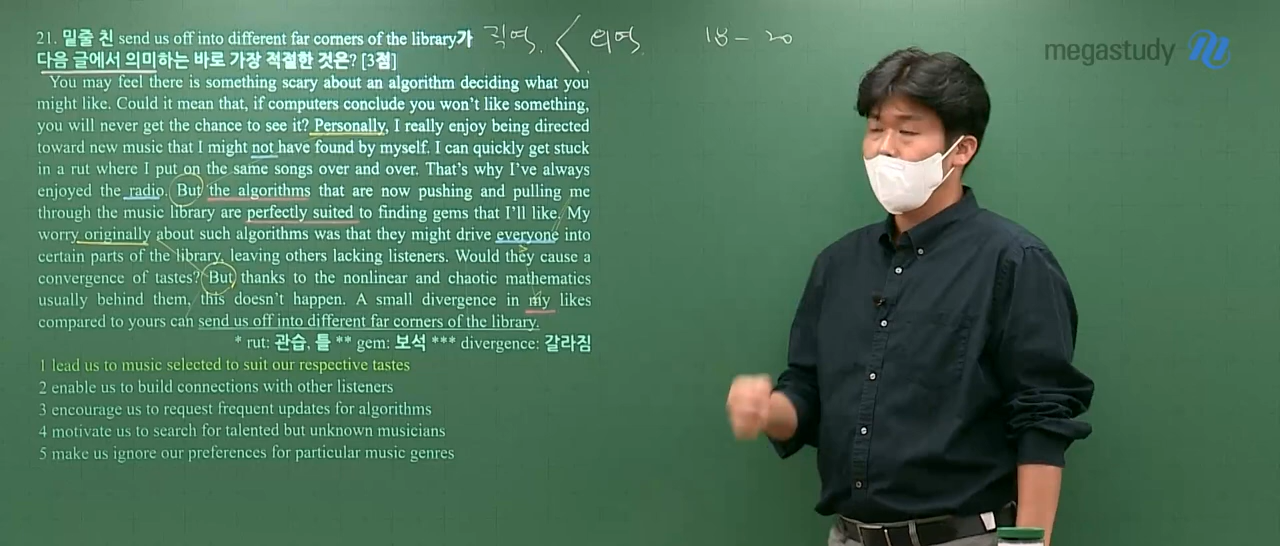 21. 밑줄 친 send us off into different far corners of the library가 직역 < 의역 18-20
megastudy
다음 글에서 의미하는 바로 가장 적절한 것은? [3점]
You may feel there is something scary about an algorithm deciding what you
might like. Could it mean that, if computers conclude you won't like something,
you will never get the chance to see it? Personally, I really enjoy being directed
toward new music that I might not have found by myself. I can quickly get stuck
in a rut where I put on the same songs over and over. That's why I've always
enjoyed the radio. But the algorithms that are now pushing and pulling me
through the music library are perfectly suited to finding gems that I'll like. My
worry originally about such algorithms was that they might drive everyone into
certain parts of the library, leaving others lacking listeners. Would they cause a
convergence of tastes? But thanks to the nonlinear and chaotic mathematics
usually behind them, this doesn't happen. A small divergence in my likes
compared to yours can send us off into different far corners of the library.
* rut: 관습, 틀 ** gem: 보석 *** divergence: 갈라짐
1 lead us to music selected to suit our respective tastes
2 enable us to build connections with other listeners
3 encourage us to request frequent updates for algorithms
4 motivate us to search for talented but unknown musicians
5 make us ignore our preferences for particular music genres